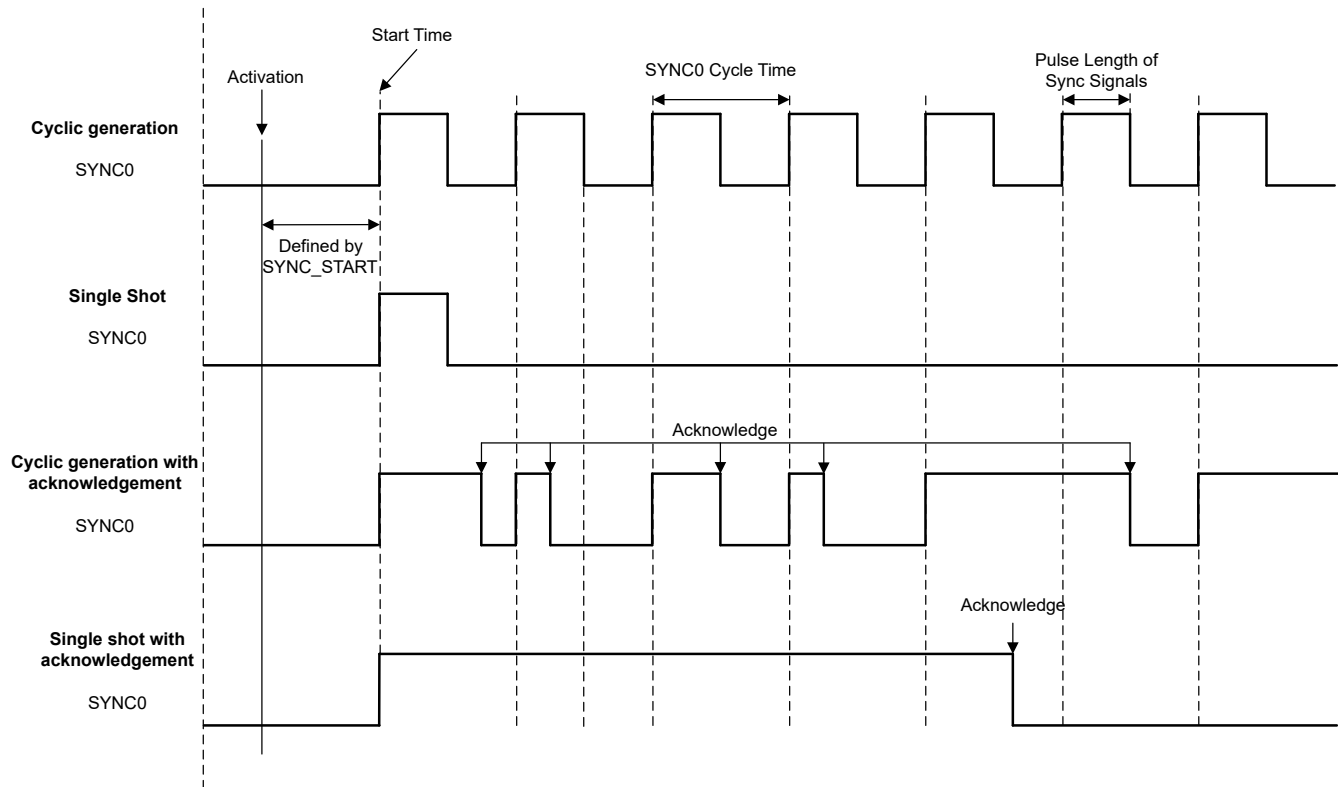 Start Time
Activation
SYNC0 Cycle Time
Pulse Length of
Sync Signals
Cyclic generation
SYNC0
Defined by
SYNC_START
Single Shot
SYNC0
Acknowledge
Cyclic generation with
acknowledgement
SYNC0
Acknowledge
Single shot with
acknowledgement
SYNC0